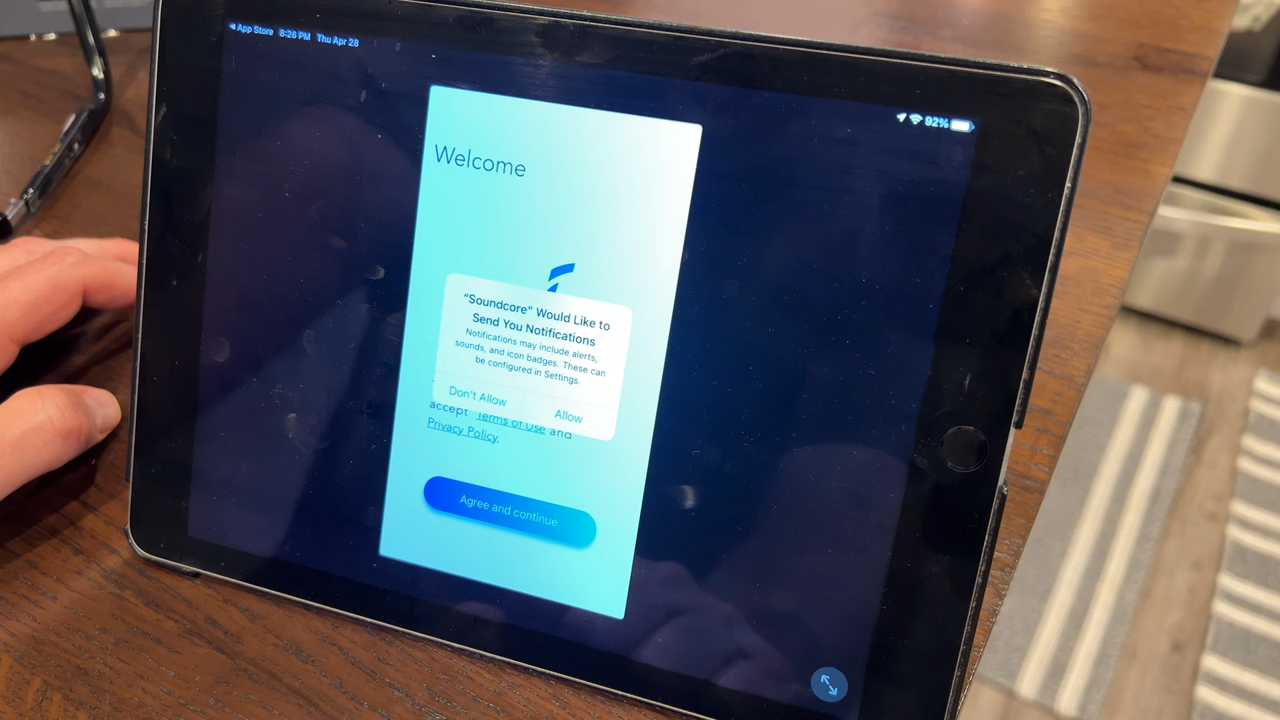 App Store 8:26 PM Thu Apr 28
92%
Welcome
“Soundcore” Would Like to
Send You Notifications
Notifications may include alerts,
sounds, and icon badges. These can
be configured in Settings.
Don't Allow
Allow
accept Terms of Use and
Privacy Policy.
Agree and continue